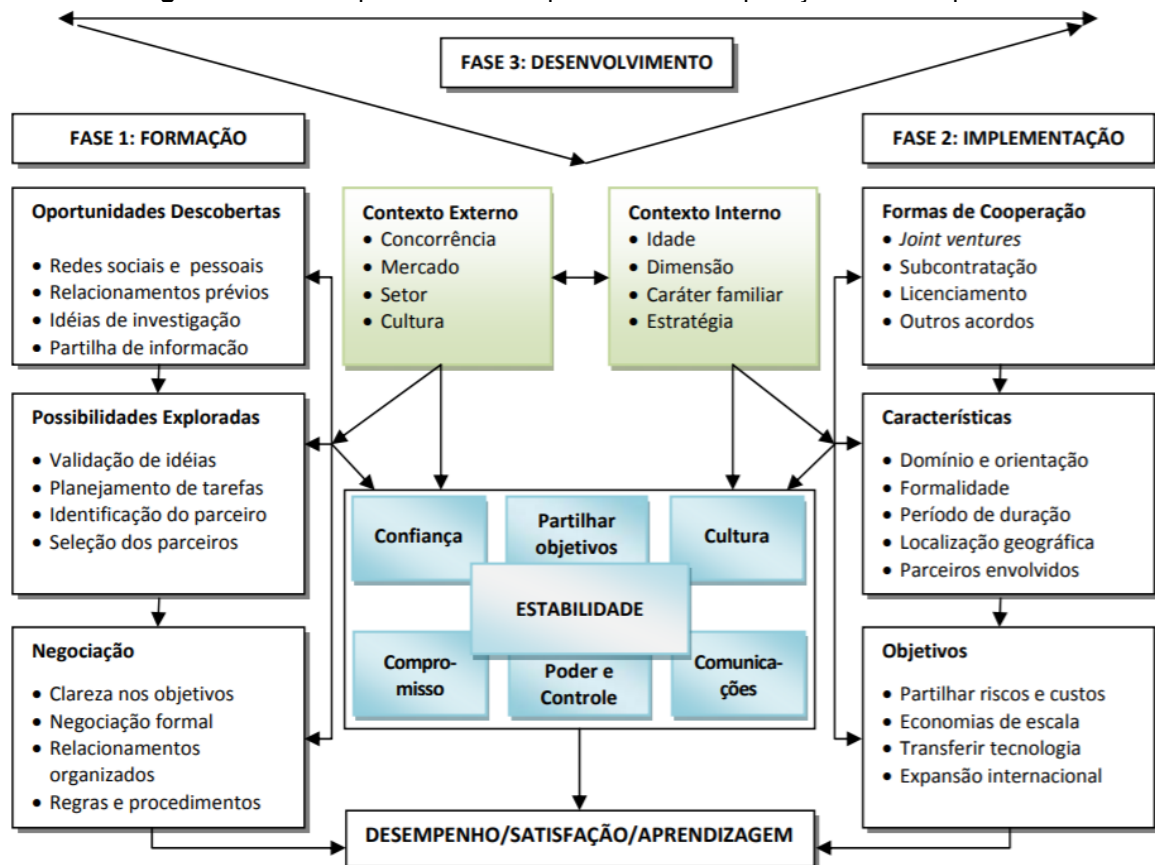 FASE 3: DESENVOLVIMENTO
FASE 1: FORMAÇÃO
FASE 2: IMPLEMENTAÇÃO
Oportunidades Descobertas
• Redes sociais e pessoais
• Relacionamentos prévios
• Idéias de investigação
• Partilha de informação
Contexto Externo
• Concorrência
• Mercado
• Setor
• Cultura
Contexto Interno
• Idade
• Dimensão
• Caráter familiar
• Estratégia
Formas de Cooperação
• Joint ventures
• Subcontratação
• Licenciamento
• Outros acordos
Possibilidades Exploradas
• Validação de idéias
• Planejamento de tarefas
• Identificação do parceiro
• Seleção dos parceiros
Características
• Domínio e orientação
• Formalidade
• Período de duração
• Localização geográfica
• Parceiros envolvidos
Confiança
Partilhar
objetivos
Cultura
ESTABILIDADE
Compro-
misso
Poder e
Controle
Comunica-
ções
Negociação
• Clareza nos objetivos
• Negociação formal
• Relacionamentos
organizados
• Regras e procedimentos
Objetivos
• Partilhar riscos e custos
• Economias de escala
• Transferir tecnologia
• Expansão internacional
DESEMPENHO/SATISFAÇÃO/APRENDIZAGEM